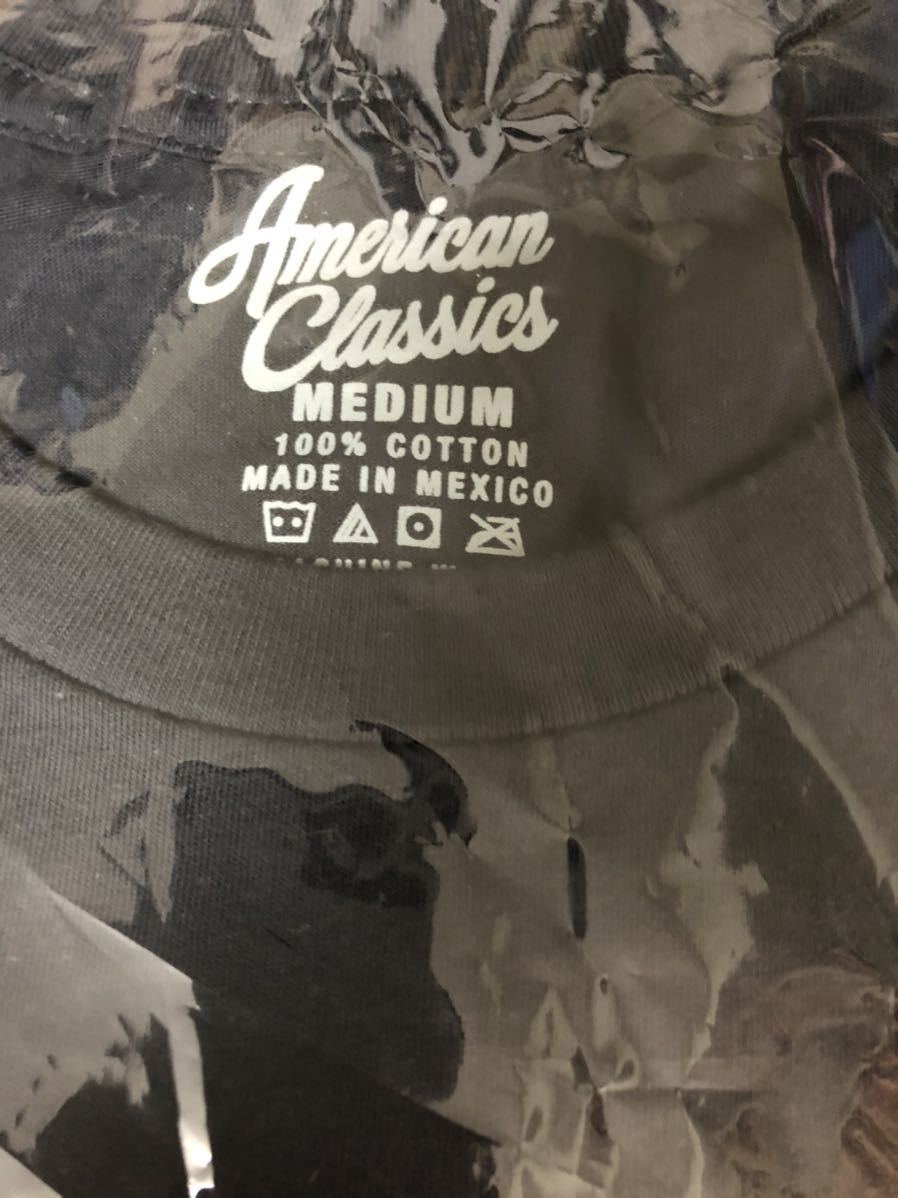 American
Classics
MEDIUM
100% COTTON
MADE IN MEXICO